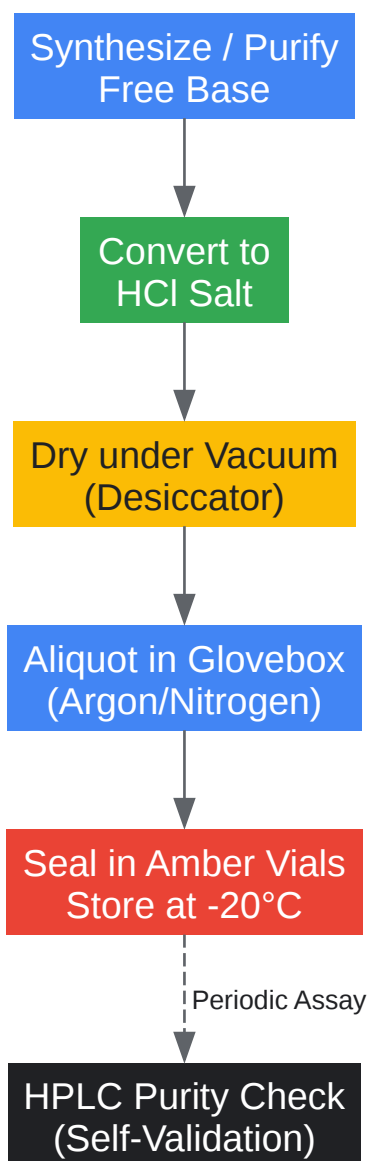 Synthesize / Purify
Free Base
Convert to
HCl Salt
Dry under Vacuum
(Desiccator)
Aliquot in Glovebox
(Argon/Nitrogen)
Seal in Amber Vials
Store at -20°C
Periodic Assay
HPLC Purity Check
(Self-Validation)